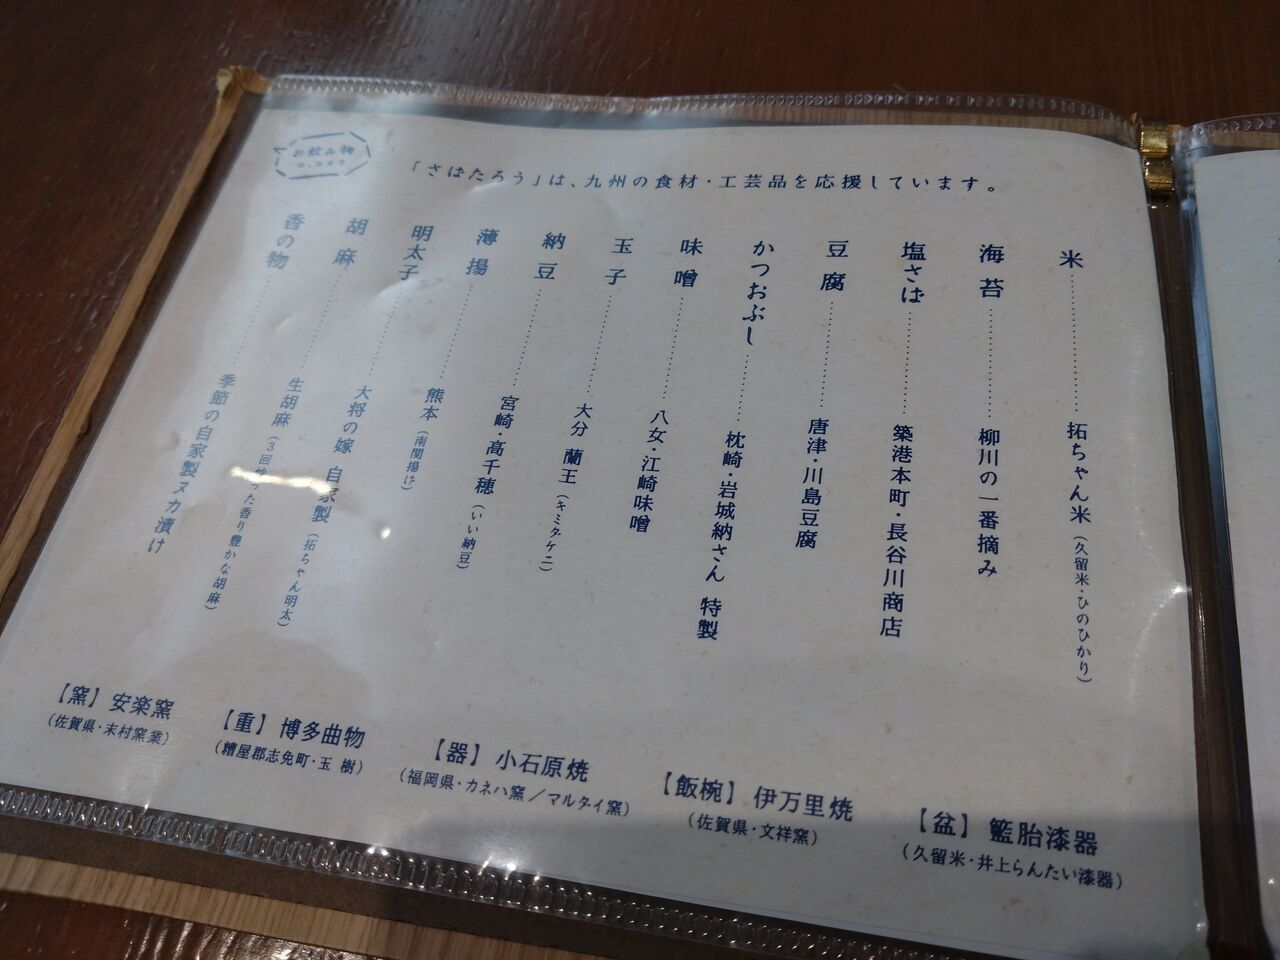 お飲み物
「さばたろう」は、九州の食材・工芸品を応援しています。
米…………拓ちゃん米（久留米・ひのひかり）
海苔…………柳川の一番摘み
塩さば…………築港本町・長谷川商店
豆腐…………唐津・川島豆腐
かつおぶし…………枕崎・岩城納さん 特製
味噌…………八女・江崎味噌
玉子…………大分 蘭王（キミダケニ）
納豆…………宮崎・高千穂（いい納豆）
薄揚…………熊本（南関揚げ）
明太子…………大将の嫁 自家製（拓ちゃん明太）
胡麻…………生胡麻（3回 った香り豊かな胡麻）
香の物…………季節の自家製ヌカ漬け
【窯】安楽窯
（佐賀県・末村窯業）
【重】博多曲物
（糟屋郡志免町・玉 樹）
【器】小石原焼
（福岡県・カネハ窯／マルタイ窯）
【飯椀】伊万里焼
（佐賀県・文祥窯）
【盆】籃胎漆器
（久留米・井上らんたい漆器）